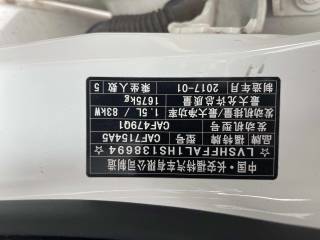 中国·长安福特汽车有限公司制造
☆LVSHFFAL1HS138694☆
品牌 福特牌 CAF7154A5
发动机型号 CAF479Q1
发动机排量/最大净功率 1.5L / 83kW
最大允许总质量 1675kg
制造年月 2017-01 乘坐人数 5